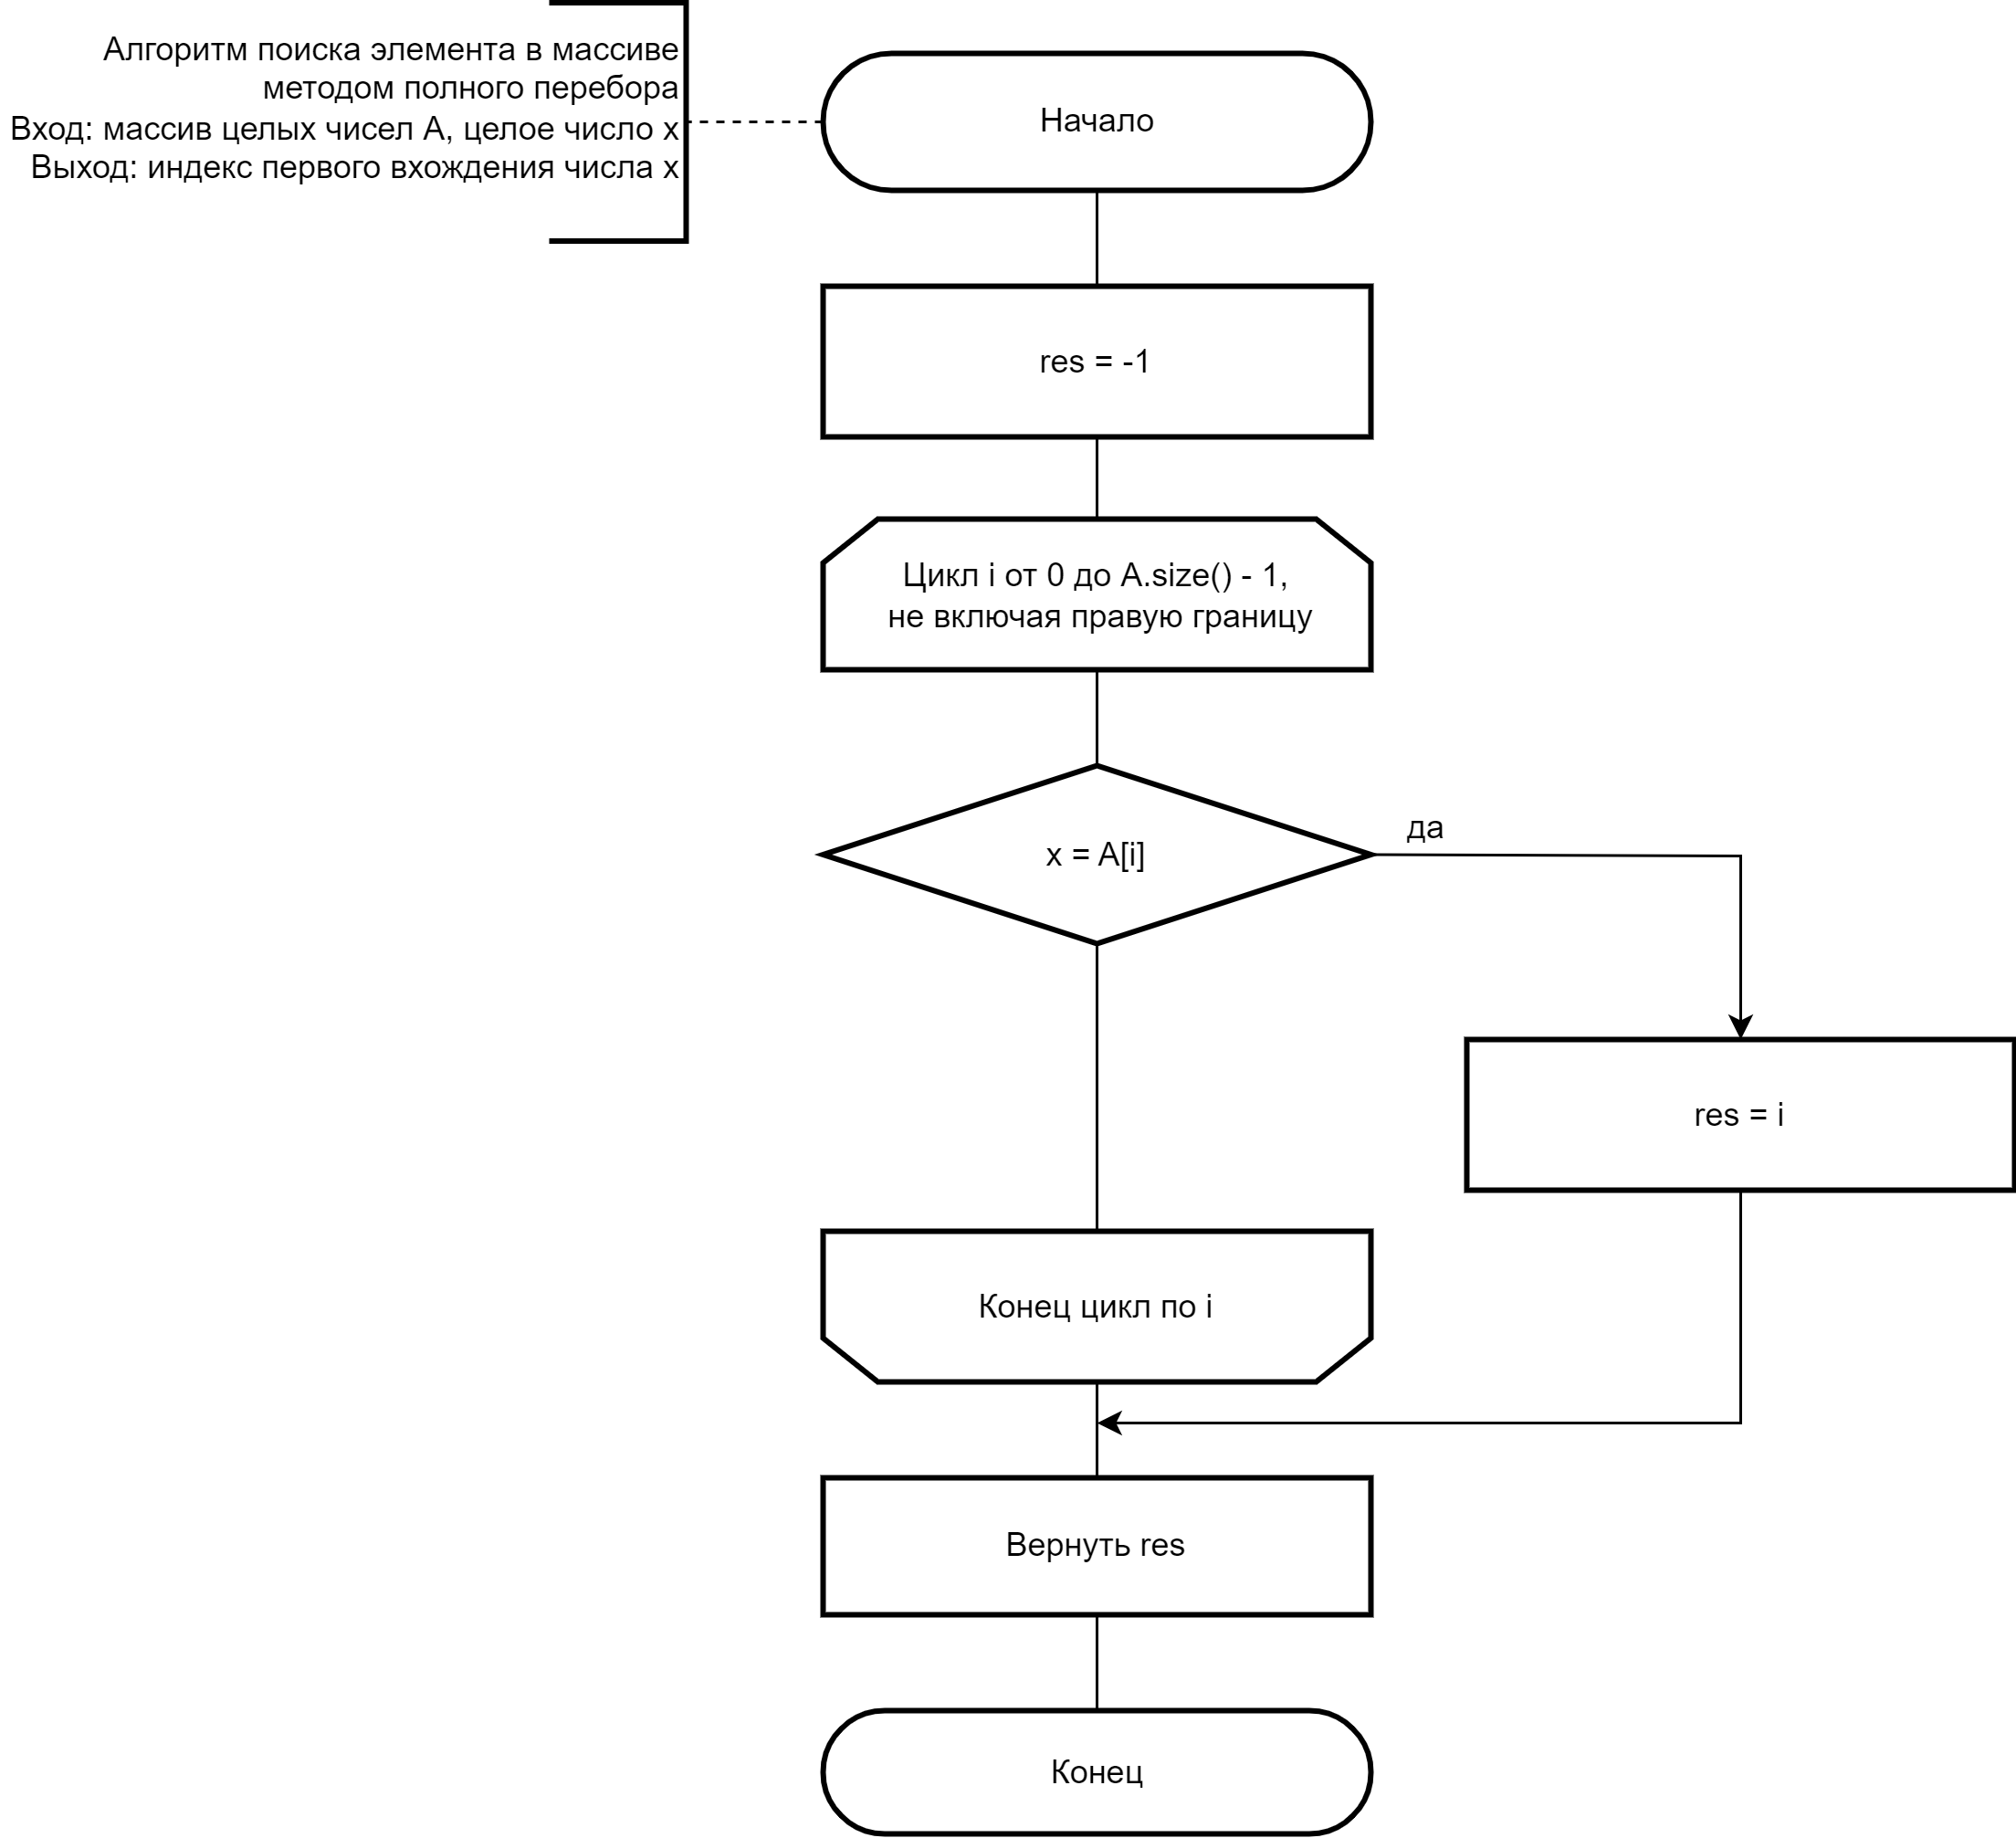 Алгоритм поиска элемента в массиве
методом полного перебора
Вход: массив целых чисел A, целое число x
Выход: индекс первого вхождения числа x
Начало
res = -1
Цикл i от 0 до A.size() - 1,
не включая правую границу
x = A[i]
да
res = i
Конец цикл по i
Вернуть res
Конец